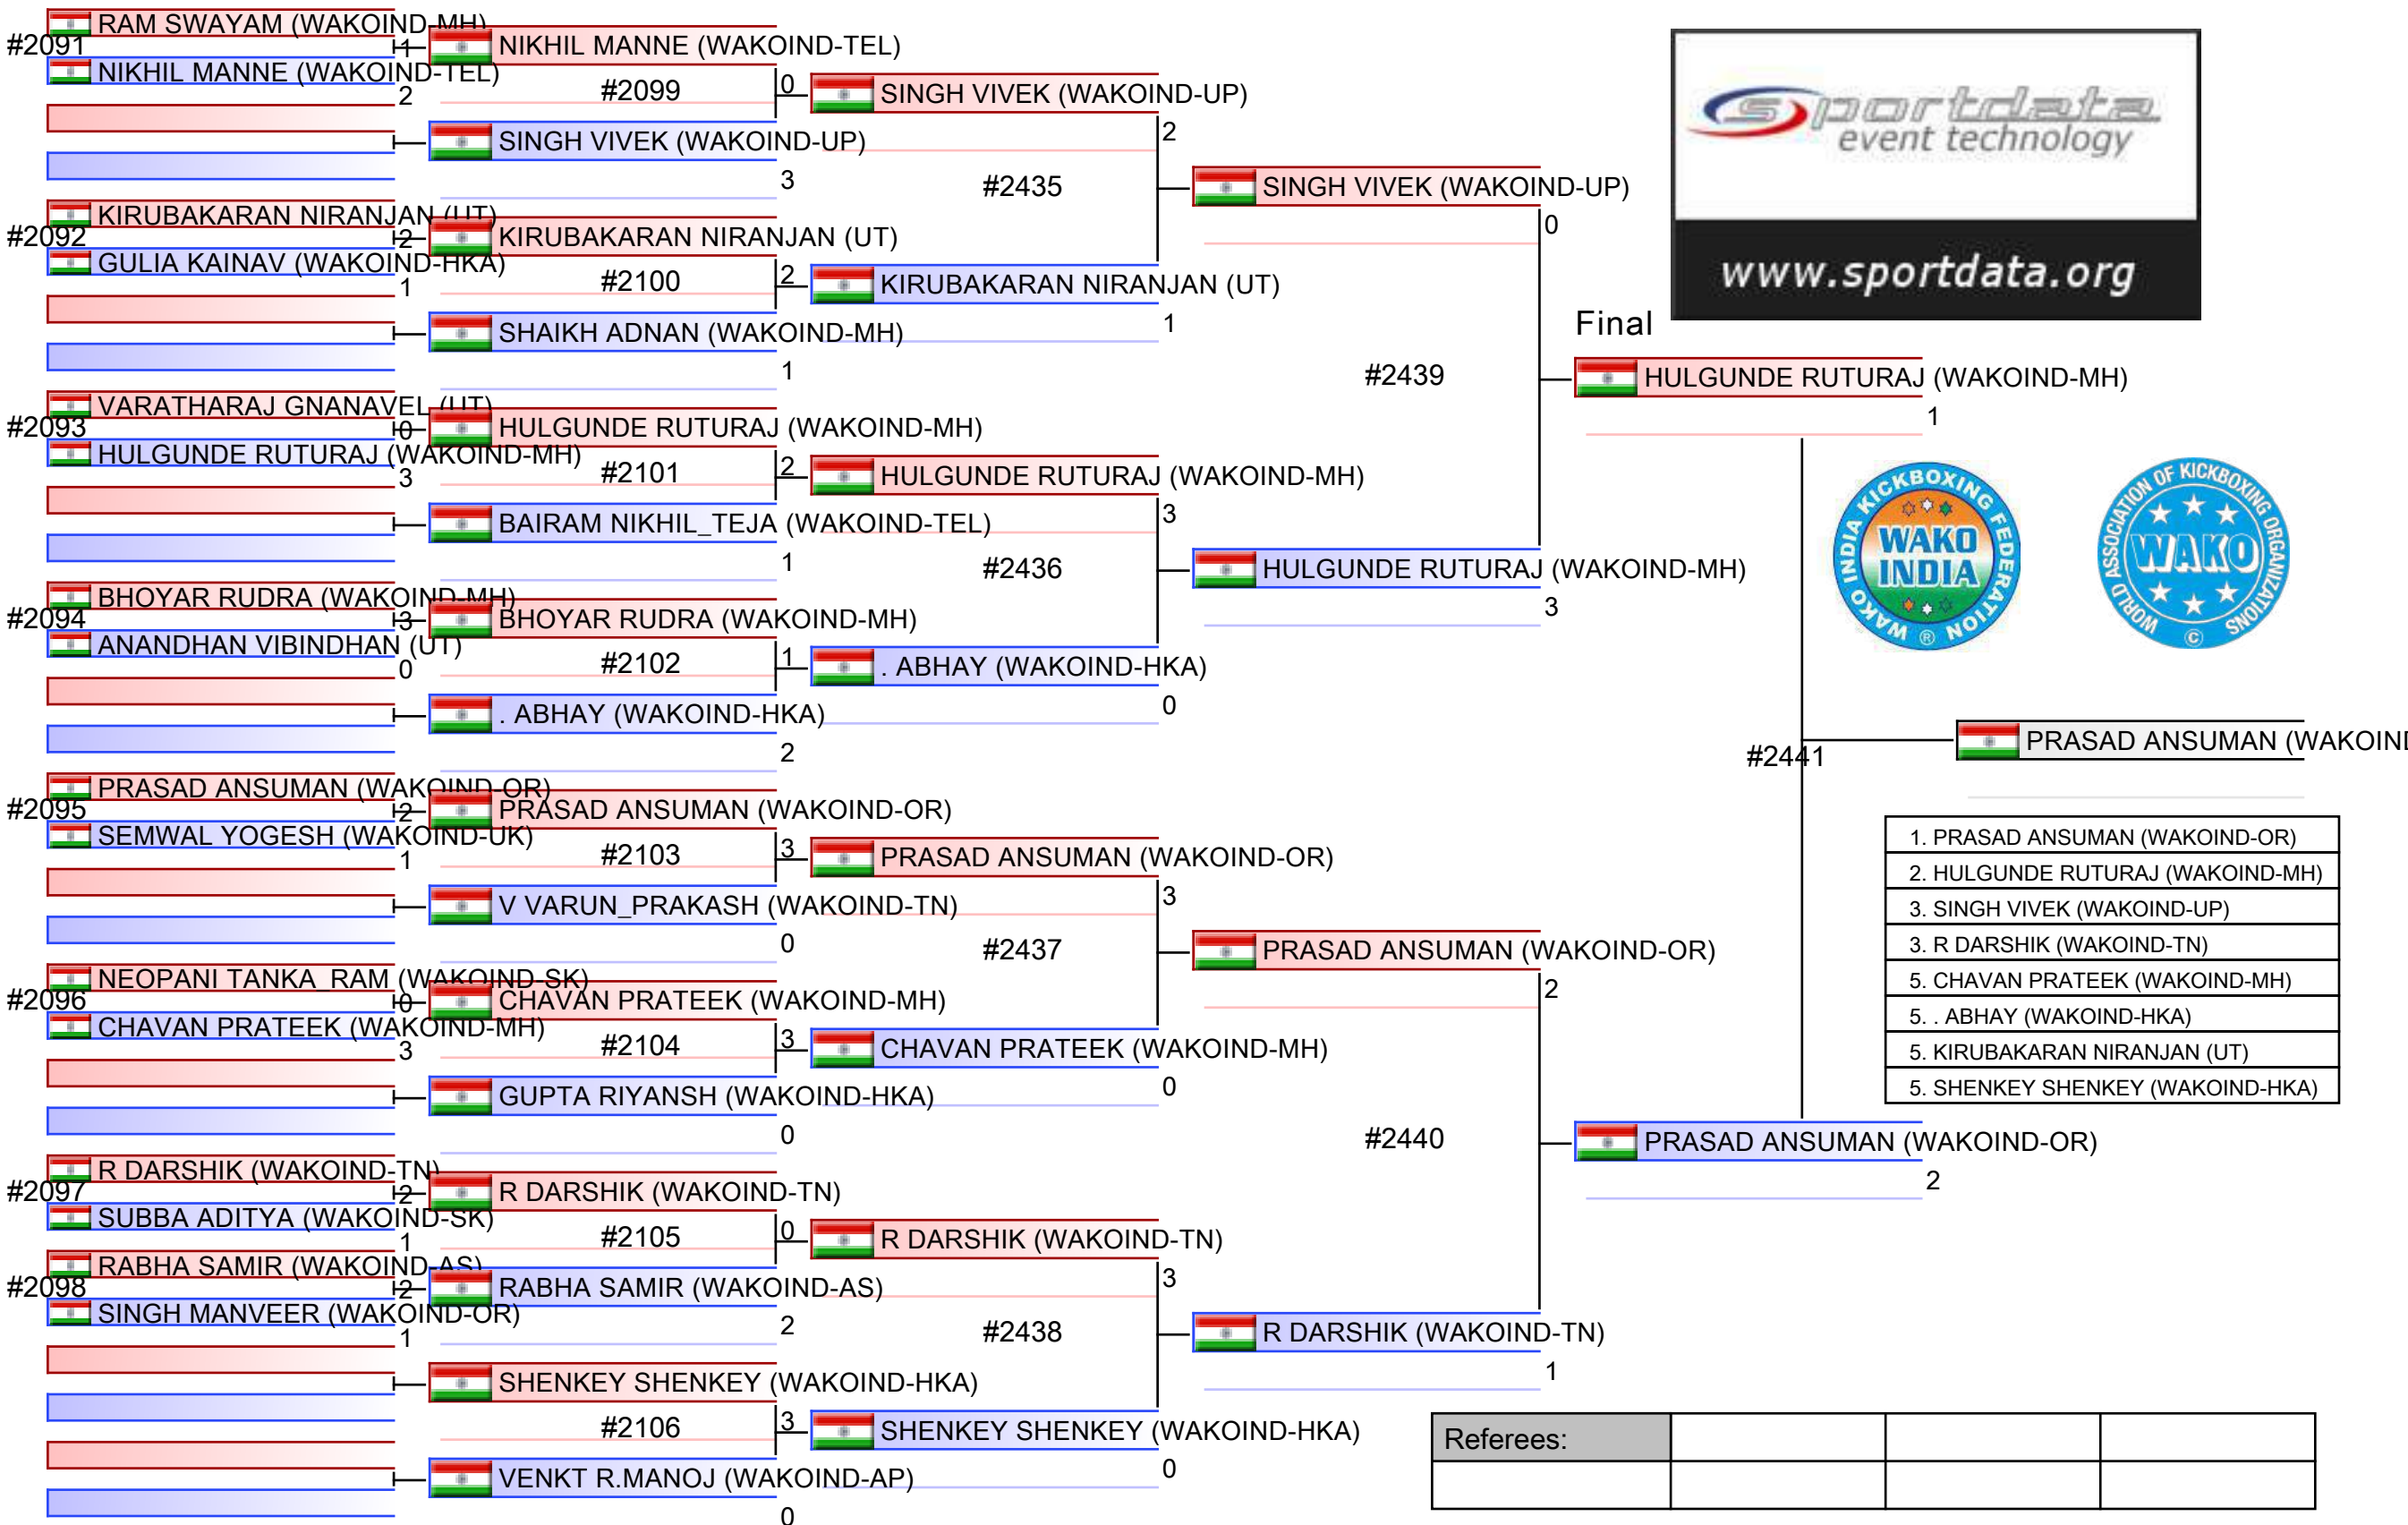 RAM SWAYAM (WAKOIND-MH)
#2091
1
NIKHIL MANNE (WAKOIND-TEL)
2
KIRUBAKARAN NIRANJAN (UT)
#2092
2
GULIA KAINAV (WAKOIND-HKA)
1
VARATHARAJ GNANAVEL (UT)
#2093
0
HULGUNDE RUTURAJ (WAKOIND-MH)
3
BHOYAR RUDRA (WAKOIND-MH)
#2094
3
ANANDHAN VIBINDHAN (UT)
0
PRASAD ANSUMAN (WAKOIND-OR)
#2095
2
SEMWAL YOGESH (WAKOIND-UK)
1
NEOPANI TANKA_RAM (WAKOIND-SK)
#2096
0
CHAVAN PRATEEK (WAKOIND-MH)
3
R DARSHIK (WAKOIND-TN)
#2097
2
SUBBA ADITYA (WAKOIND-SK)
1
RABHA SAMIR (WAKOIND-AS)
#2098
2
SINGH MANVEER (WAKOIND-OR)
1
NIKHIL MANNE (WAKOIND-TEL)
#2099
0
SINGH VIVEK (WAKOIND-UP)
3
KIRUBAKARAN NIRANJAN (UT)
#2100
2
SHAIKH ADNAN (WAKOIND-MH)
1
HULGUNDE RUTURAJ (WAKOIND-MH)
#2101
2
BAIRAM NIKHIL_TEJA (WAKOIND-TEL)
1
BHOYAR RUDRA (WAKOIND-MH)
#2102
1
. ABHAY (WAKOIND-HKA)
2
PRASAD ANSUMAN (WAKOIND-OR)
#2103
3
V VARUN_PRAKASH (WAKOIND-TN)
0
CHAVAN PRATEEK (WAKOIND-MH)
#2104
3
GUPTA RIYANSH (WAKOIND-HKA)
0
R DARSHIK (WAKOIND-TN)
#2105
0
RABHA SAMIR (WAKOIND-AS)
2
SHENKEY SHENKEY (WAKOIND-HKA)
#2106
3
VENKT R.MANOJ (WAKOIND-AP)
0
SINGH VIVEK (WAKOIND-UP)
2
#2435
KIRUBAKARAN NIRANJAN (UT)
1
HULGUNDE RUTURAJ (WAKOIND-MH)
3
#2436
. ABHAY (WAKOIND-HKA)
0
PRASAD ANSUMAN (WAKOIND-OR)
3
#2437
CHAVAN PRATEEK (WAKOIND-MH)
0
R DARSHIK (WAKOIND-TN)
3
#2438
SHENKEY SHENKEY (WAKOIND-HKA)
0
SINGH VIVEK (WAKOIND-UP)
0
#2439
HULGUNDE RUTURAJ (WAKOIND-MH)
3
PRASAD ANSUMAN (WAKOIND-OR)
2
#2440
R DARSHIK (WAKOIND-TN)
1
Final
HULGUNDE RUTURAJ (WAKOIND-MH)
1
#2441
PRASAD ANSUMAN (WAKOIND-OR)
2
sportdata
event technology
www.sportdata.org
WAKO INDIA KICKBOXING FEDERATION
WAKO
INDIA
®
WORLD ASSOCIATION OF KICKBOXING ORGANIZATIONS
WAKO
©
PRASAD ANSUMAN (WAKOIND
1. PRASAD ANSUMAN (WAKOIND-OR)
2. HULGUNDE RUTURAJ (WAKOIND-MH)
3. SINGH VIVEK (WAKOIND-UP)
3. R DARSHIK (WAKOIND-TN)
5. CHAVAN PRATEEK (WAKOIND-MH)
5. . ABHAY (WAKOIND-HKA)
5. KIRUBAKARAN NIRANJAN (UT)
5. SHENKEY SHENKEY (WAKOIND-HKA)
Referees: